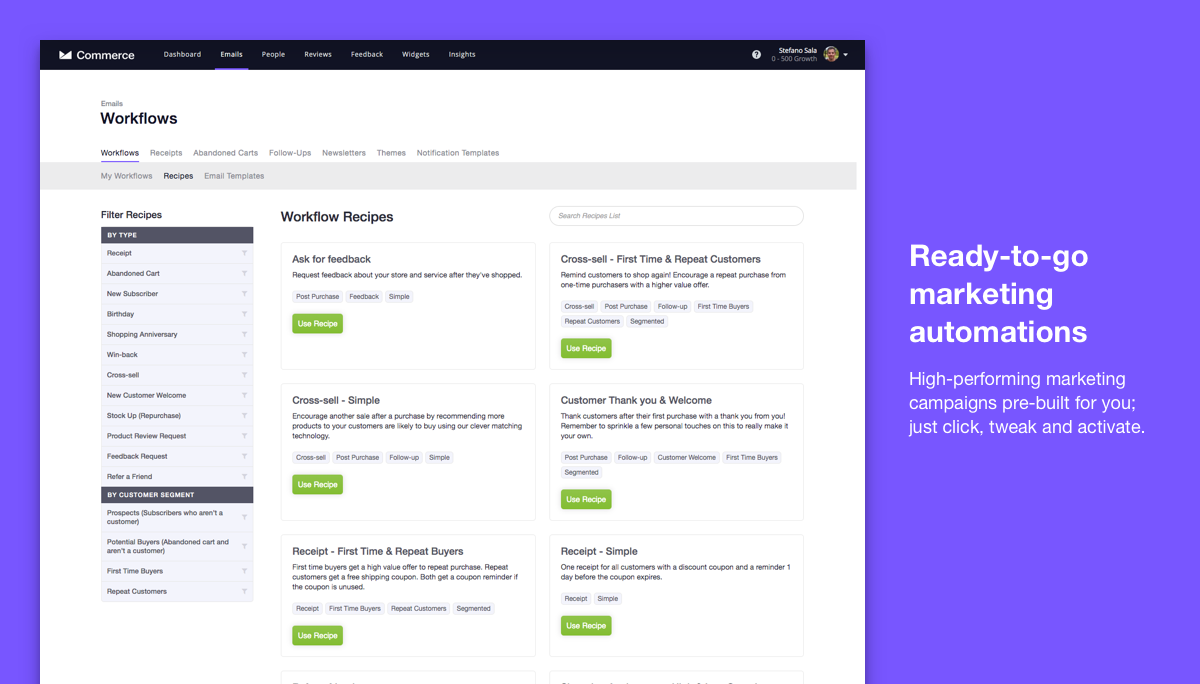 Commerce
Dashboard
Emails
People
Reviews
Feedback
Widgets
Insights
?
Stefano Sala
0 - 500 Growth
Emails
Workflows
Workflows
Receipts
Abandoned Carts
Follow-Ups
Newsletters
Themes
Notification Templates
My Workflows
Recipes
Email Templates
Filter Recipes
BY TYPE
Receipt
Abandoned Cart
New Subscriber
Birthday
Shopping Anniversary
Win-back
Cross-sell
New Customer Welcome
Stock Up (Repurchase)
Product Review Request
Feedback Request
Refer a Friend
BY CUSTOMER SEGMENT
Prospects (Subscribers who aren't a
customer)
Potential Buyers (Abandoned cart and
aren't a customer)
First Time Buyers
Repeat Customers
Workflow Recipes
Search Recipes List
Ask for feedback
Request feedback about your store and service after they've shopped.
Post Purchase
Feedback
Simple
Use Recipe
Cross-sell - First Time & Repeat Customers
Remind customers to shop again! Encourage a repeat purchase from
one-time purchasers with a higher value offer.
Cross-sell
Post Purchase
Follow-up
First Time Buyers
Repeat Customers
Segmented
Use Recipe
Cross-sell - Simple
Encourage another sale after a purchase by recommending more
products to your customers are likely to buy using our clever matching
technology.
Cross-sell
Post Purchase
Follow-up
Simple
Use Recipe
Customer Thank you & Welcome
Thank customers after their first purchase with a thank you from you!
Remember to sprinkle a few personal touches on this to really make it
your own.
Post Purchase
Follow-up
Customer Welcome
First Time Buyers
Segmented
Use Recipe
Receipt - First Time & Repeat Buyers
First time buyers get a high value offer to repeat purchase. Repeat
customers get a free shipping coupon. Both get a coupon reminder if
the coupon is unused.
Receipt
First Time Buyers
Repeat Customers
Segmented
Use Recipe
Receipt - Simple
One receipt for all customers with a discount coupon and a reminder 1
day before the coupon expires.
Receipt
Simple
Use Recipe
Ready-to-go
marketing
automations
High-performing marketing
campaigns pre-built for you;
just click, tweak and activate.